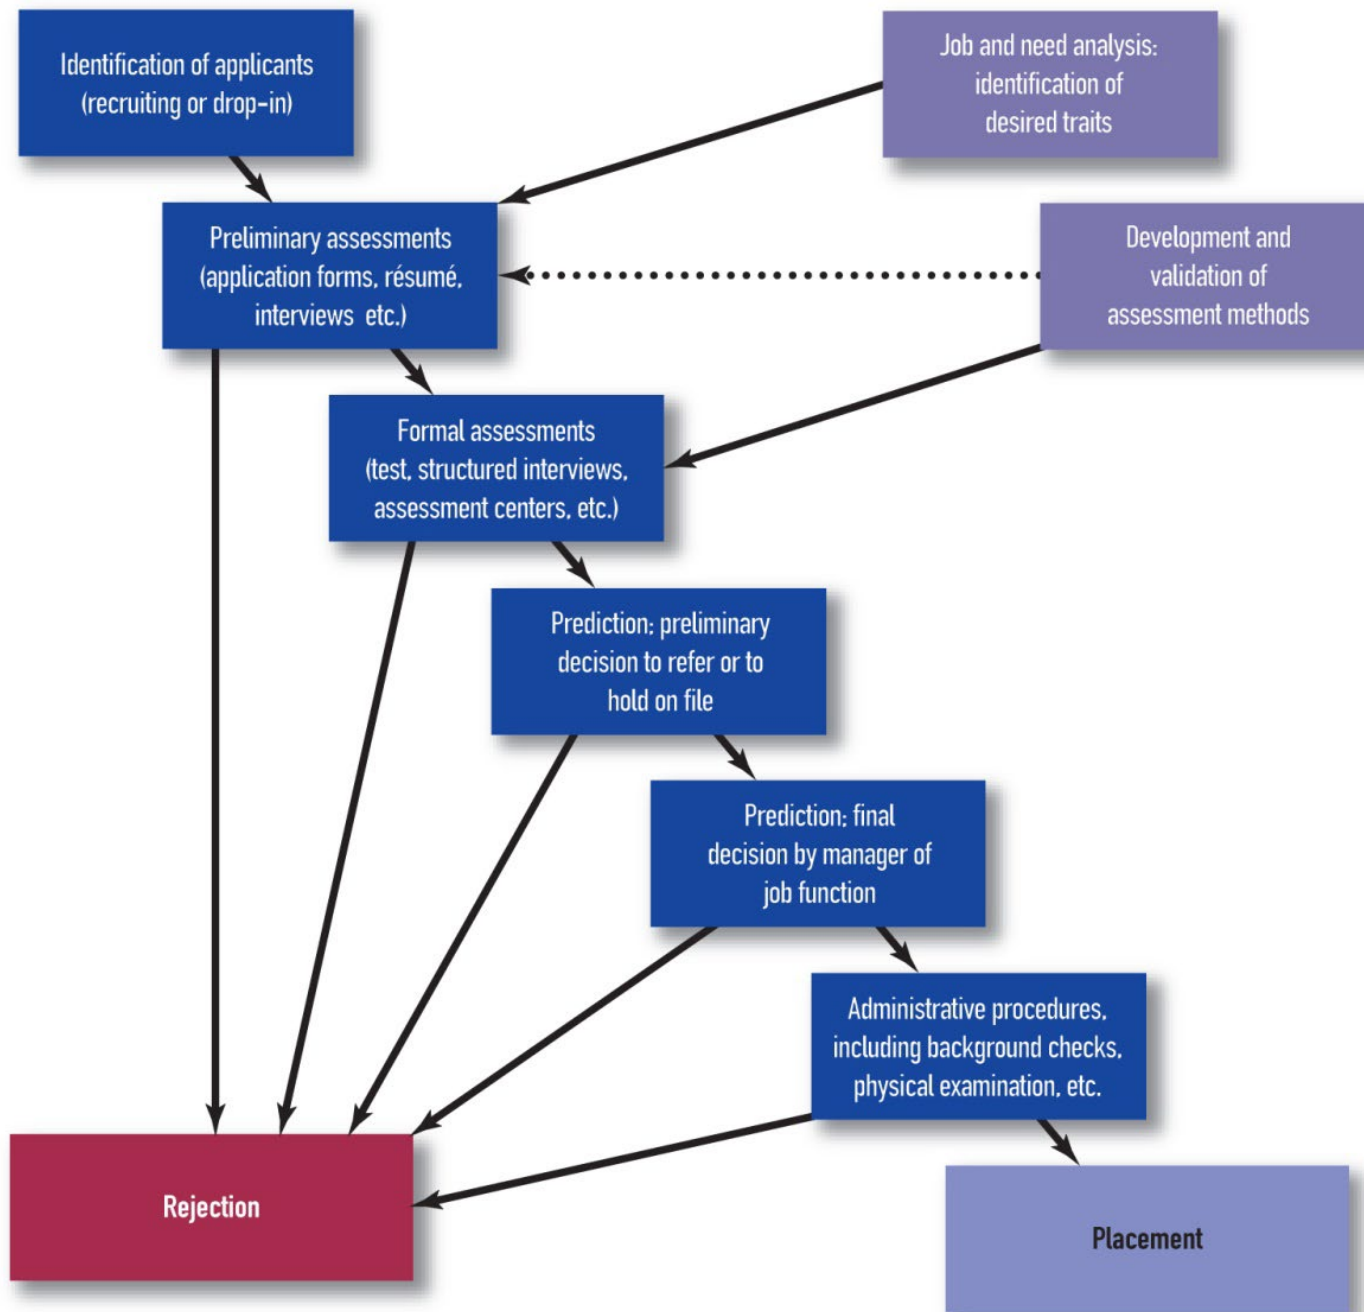 Identification of applicants
(recruiting or drop-in)
Job and need analysis:
identification of
desired traits
Preliminary assessments
(application forms, résumé,
interviews etc.)
Development and
validation of
assessment methods
Formal assessments
(test, structured interviews,
assessment centers, etc.)
Prediction: preliminary
decision to refer or to
hold on file
Prediction: final
decision by manager of
job function
Administrative procedures,
including background checks,
physical examination, etc.
Rejection
Placement